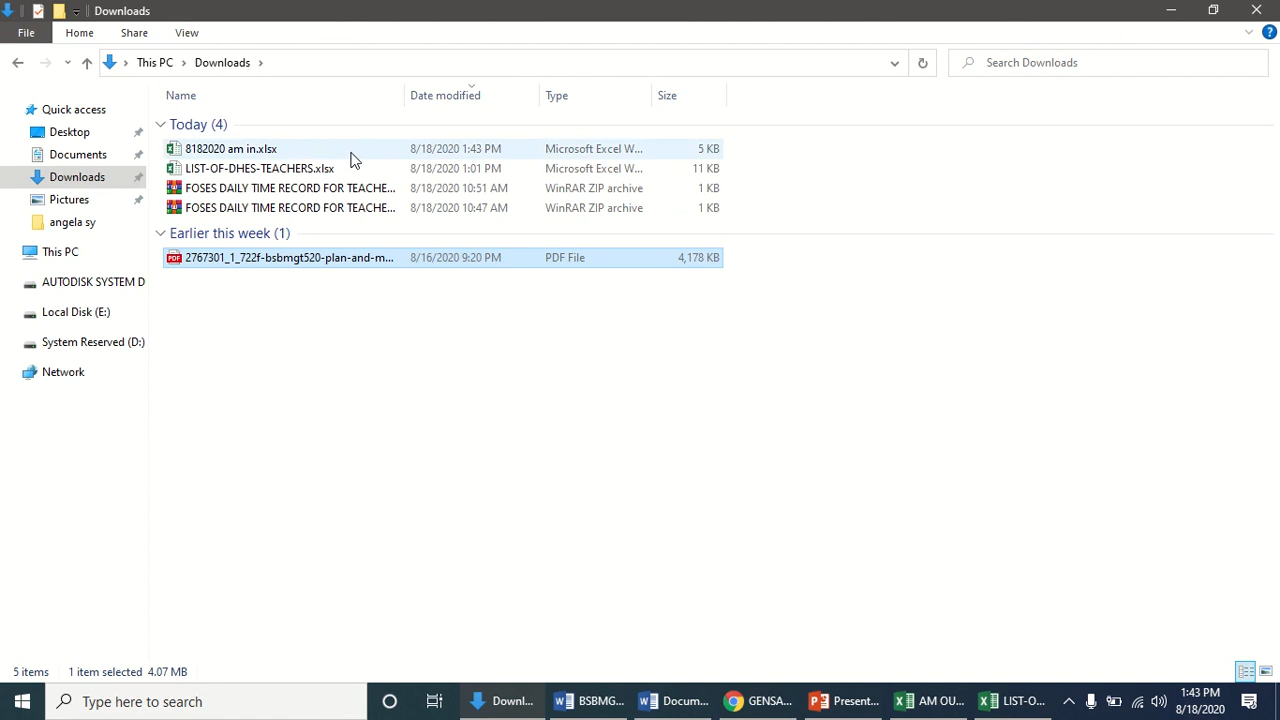 Downloads
File Home Share View
This PC Downloads Search Downloads
Name Date modified Type Size
Quick access
Desktop
Documents
Downloads
Pictures
angela sy
This PC
AUTODISK SYSTEM D
Local Disk (E:)
System Reserved (D:)
Network
Today (4)
8182020 am in.xlsx 8/18/2020 1:43 PM Microsoft Excel W... 5 KB
LIST-OF-DHES-TEACHERS.xlsx 8/18/2020 1:01 PM Microsoft Excel W... 11 KB
FOSES DAILY TIME RECORD FOR TEACHE... 8/18/2020 10:51 AM WinRAR ZIP archive 1 KB
FOSES DAILY TIME RECORD FOR TEACHE... 8/18/2020 10:47 AM WinRAR ZIP archive 1 KB
Earlier this week (1)
2767301_1_722f-bsbmgt520-plan-and-m... 8/16/2020 9:20 PM PDF File 4,178 KB
5 items 1 item selected 4.07 MB
Type here to search Downl... BSBMG... Docum... GENSA... Present... AM OU... LIST-O... 1:43 PM
8/18/2020